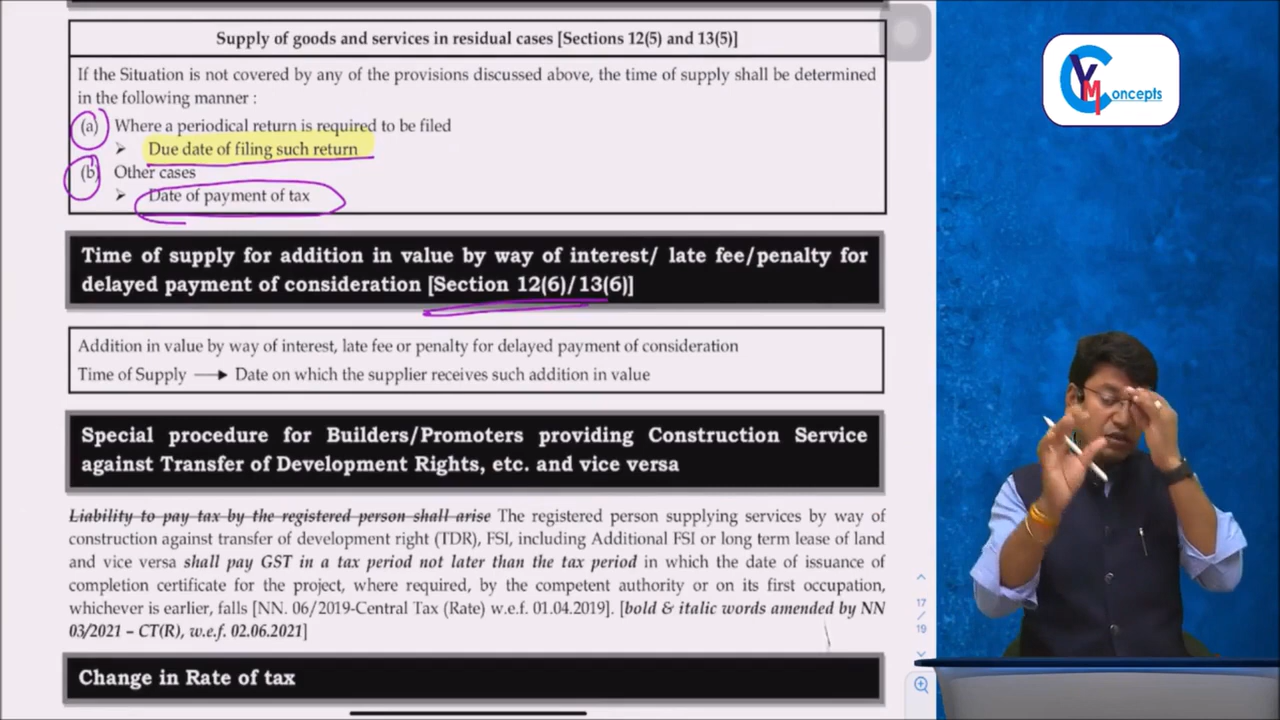 Supply of goods and services in residual cases [Sections 12(5) and 13(5)]
If the Situation is not covered by any of the provisions discussed above, the time of supply shall be determined
in the following manner :
(a) Where a periodical return is required to be filed
➢ Due date of filing such return
(b) Other cases
➢ Date of payment of tax
Time of supply for addition in value by way of interest/ late fee/penalty for
delayed payment of consideration [Section 12(6)/13(6)]
Addition in value by way of interest, late fee or penalty for delayed payment of consideration
Time of Supply → Date on which the supplier receives such addition in value
Special procedure for Builders/Promoters providing Construction Service
against Transfer of Development Rights, etc. and vice versa
Liability to pay tax by the registered person shall arise The registered person supplying services by way of
construction against transfer of development right (TDR), FSI, including Additional FSI or long term lease of land
and vice versa shall pay GST in a tax period not later than the tax period in which the date of issuance of
completion certificate for the project, where required, by the competent authority or on its first occupation,
whichever is earlier, falls [NN. 06/2019-Central Tax (Rate) w.e.f. 01.04.2019]. [bold & italic words amended by NN
03/2021 – CT(R), w.e.f. 02.06.2021]
Change in Rate of tax
17
/
19
YM Concepts